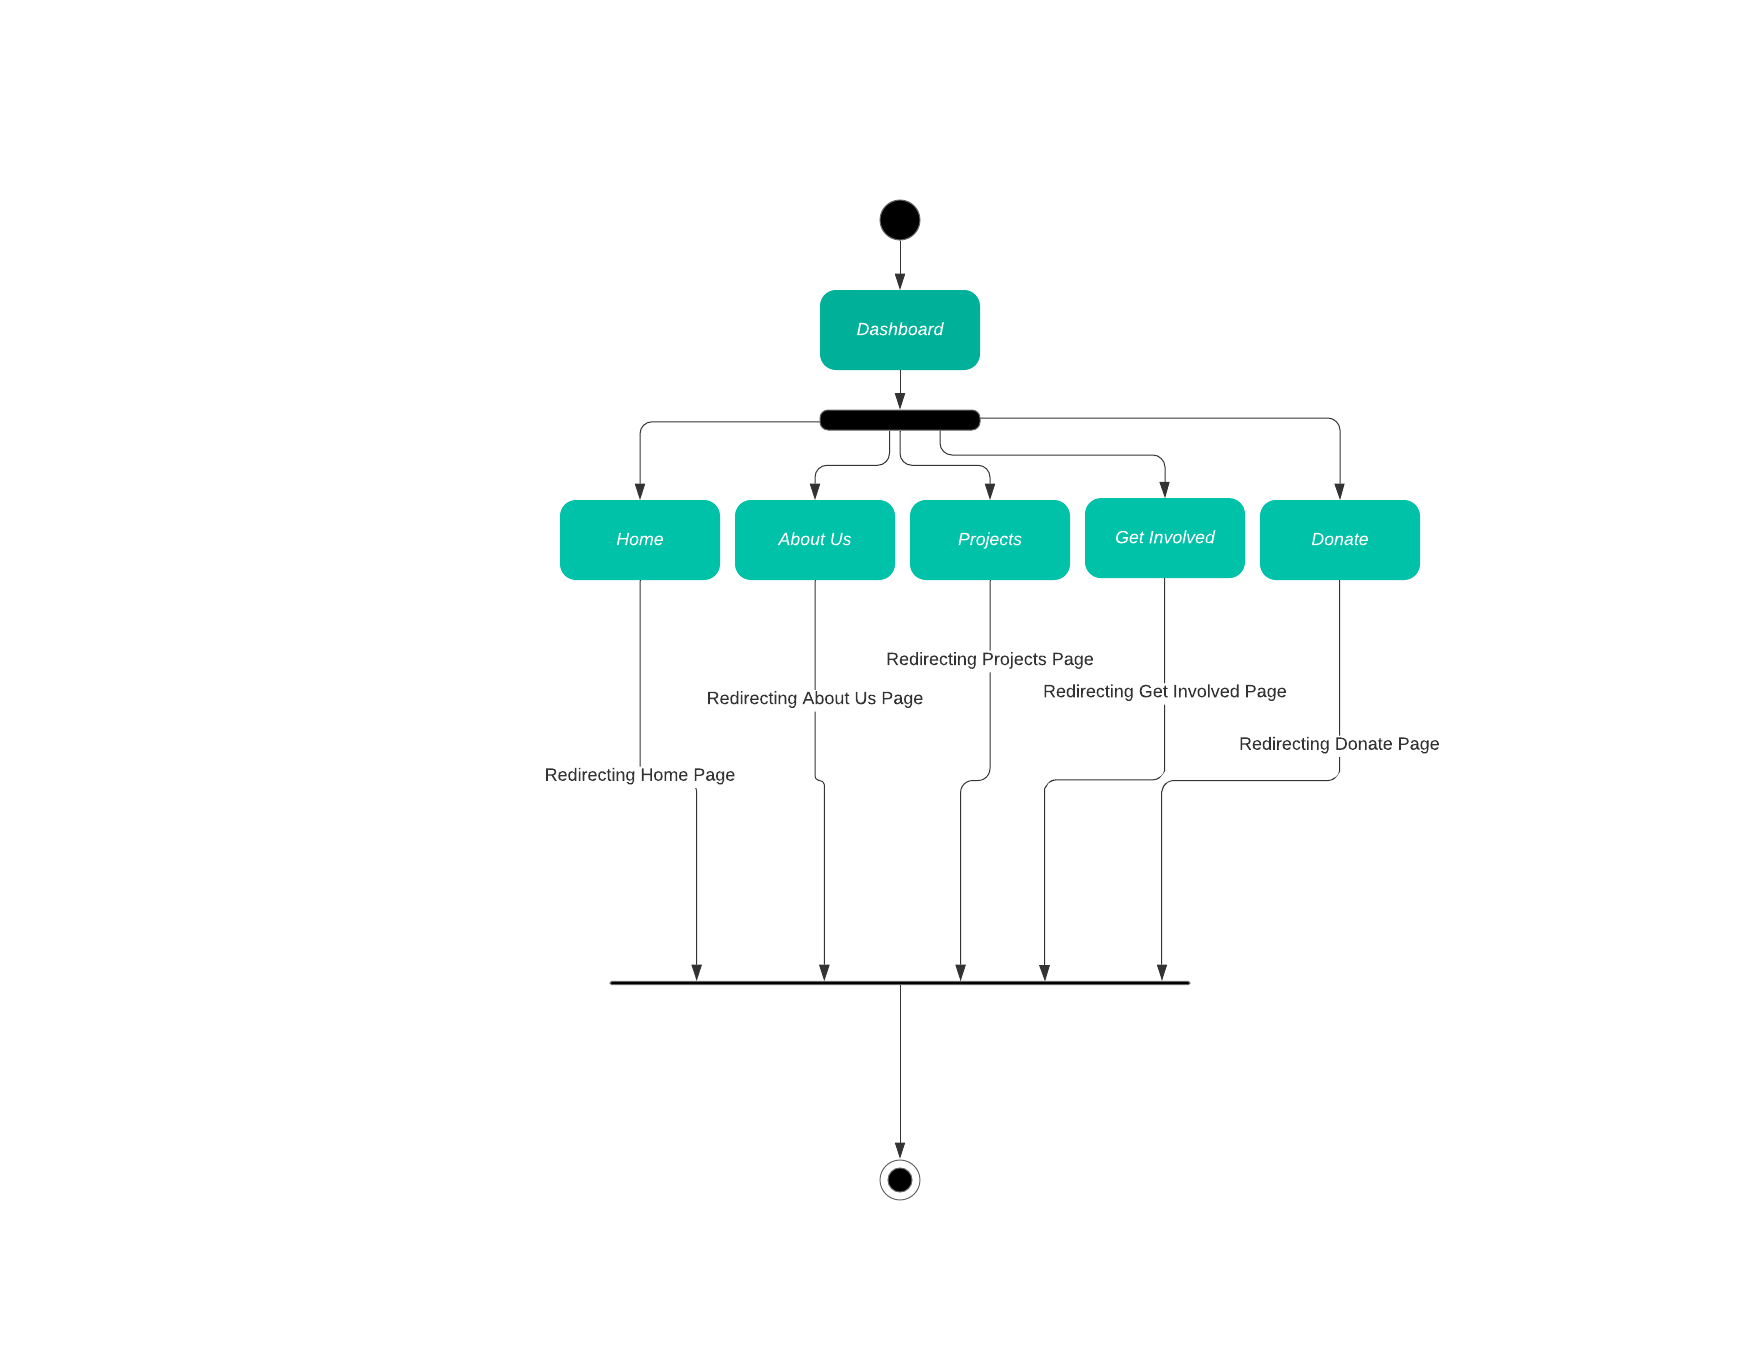 Dashboard
Home
About Us
Projects
Get Involved
Donate
Redirecting Projects Page
Redirecting Get Involved Page
Redirecting About Us Page
Redirecting Donate Page
Redirecting Home Page